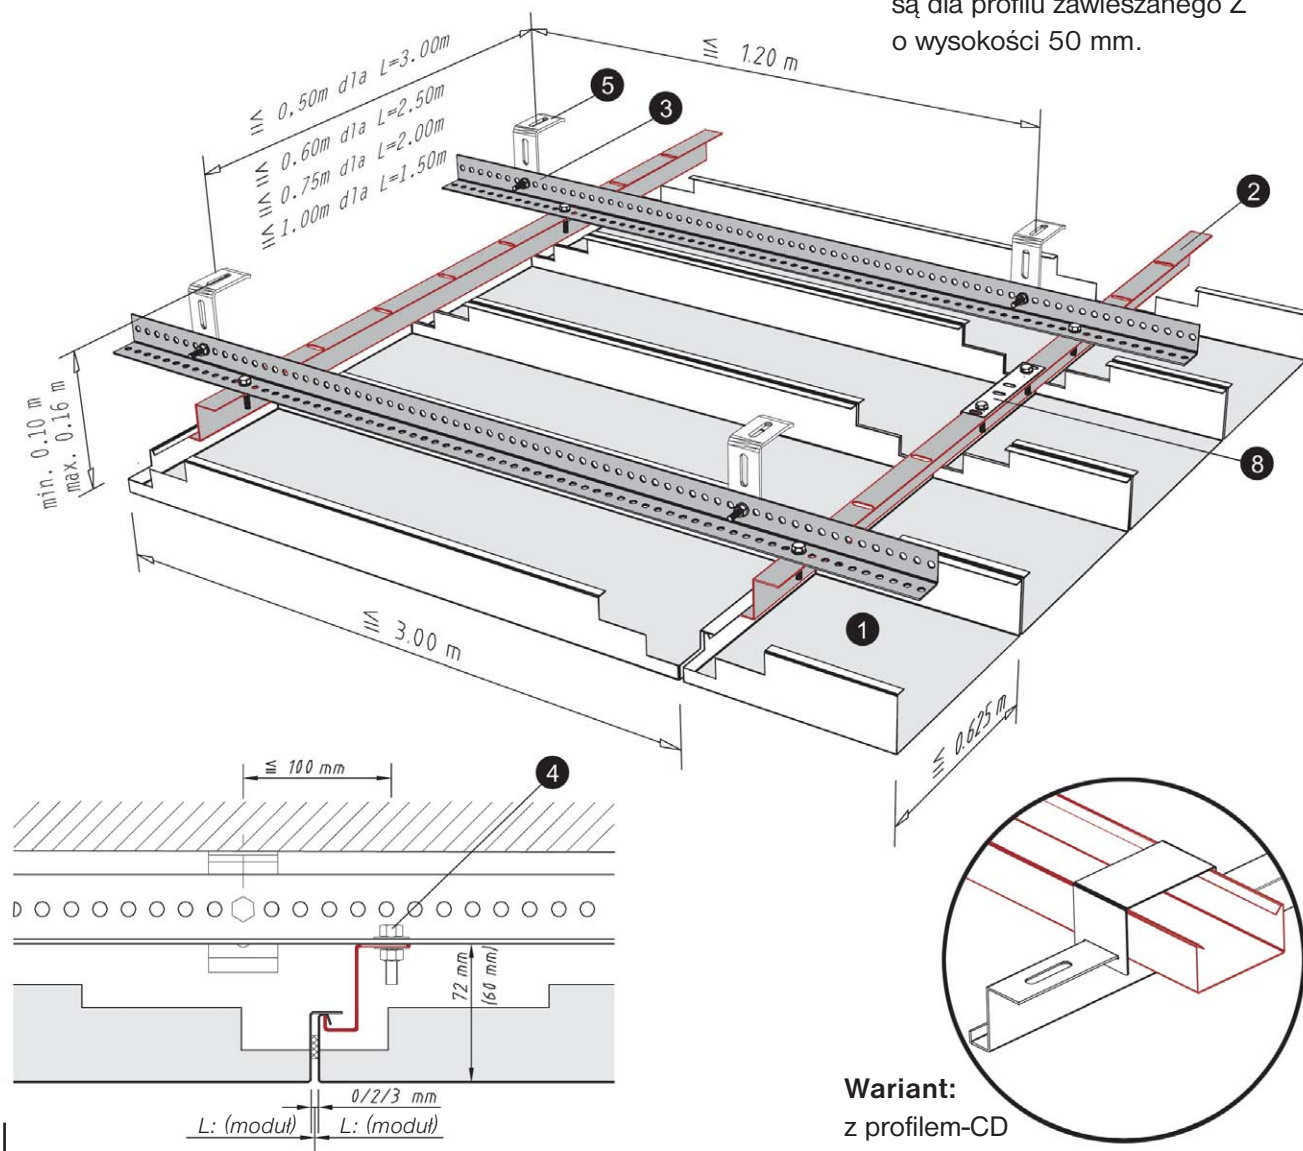 są dla profilu zawieszanego Z
o wysokości 50 mm.
≦ 0,50m dla L=3.00m
≦ 0.60m dla L=2.50m
≦ 0.75m dla L=2.00m
≦ 1.00m dla L=1.50m
≦ 1.20 m
5
3
2
min. 0.10 m
max. 0.16 m
8
1
≦ 3.00 m
≦ 0.625 m
≦ 100 mm
4
72 mm
(60 mm)
0/2/3 mm
L: (moduł) L: (moduł)
Wariant:
z profilem-CD